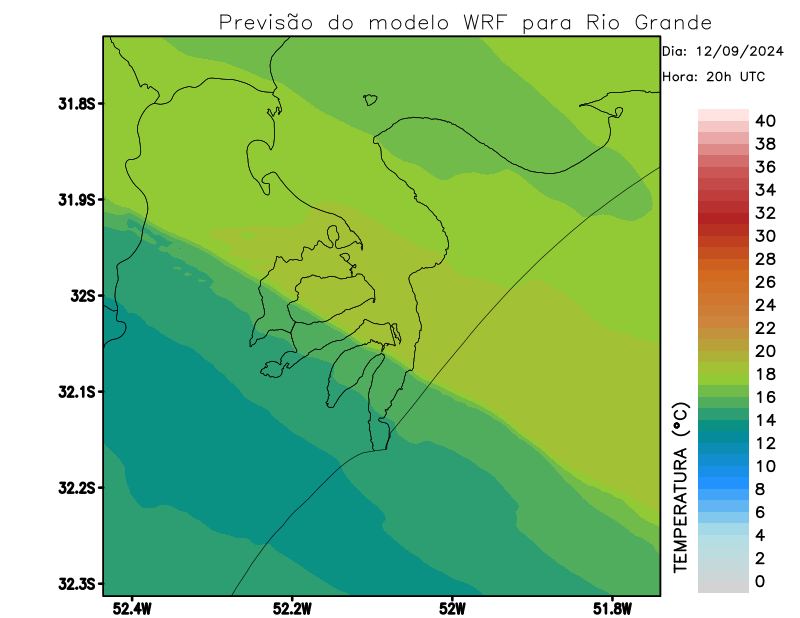 Previsão do modelo WRF para Rio Grande
Dia: 12/09/2024
Hora: 20h UTC
31.8S
31.9S
32S
32.1S
32.2S
32.3S
52.4W
52.2W
52W
51.8W
TEMPERATURA (°C)
40
38
36
34
32
30
28
26
24
22
20
18
16
14
12
10
8
6
4
2
0